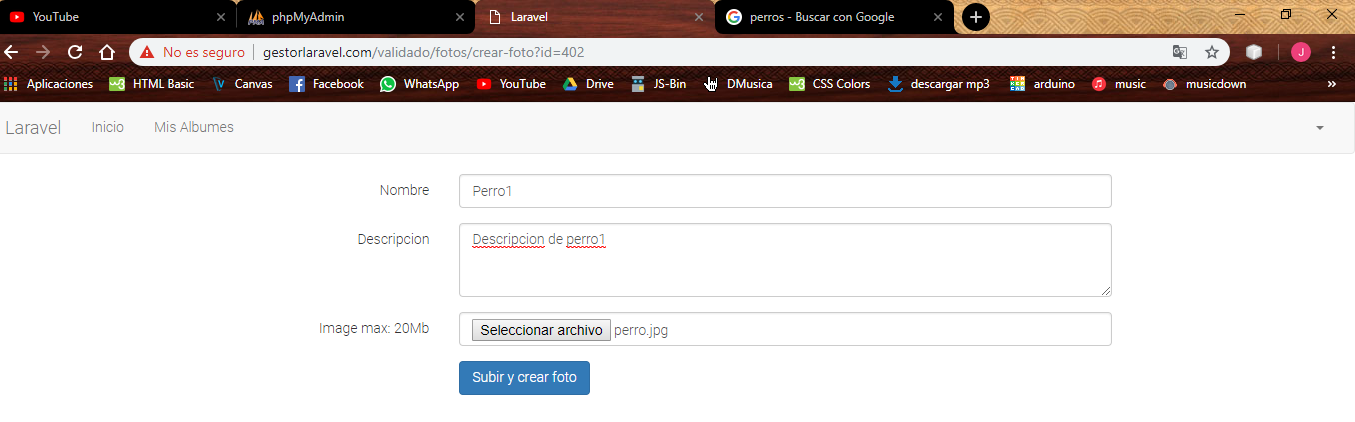 YouTube phpMyAdmin Laravel perros - Buscar con Google
No es seguro | gestorlaravel.com/validado/fotos/crear-foto?id=402 J
Aplicaciones HTML Basic Canvas Facebook WhatsApp YouTube Drive JS-Bin DMusica CSS Colors descargar mp3 arduino music musicdown »
Laravel Inicio Mis Albumes
Nombre Perro1
Descripcion Descripcion de perro1
Image max: 20Mb Seleccionar archivo perro.jpg
Subir y crear foto